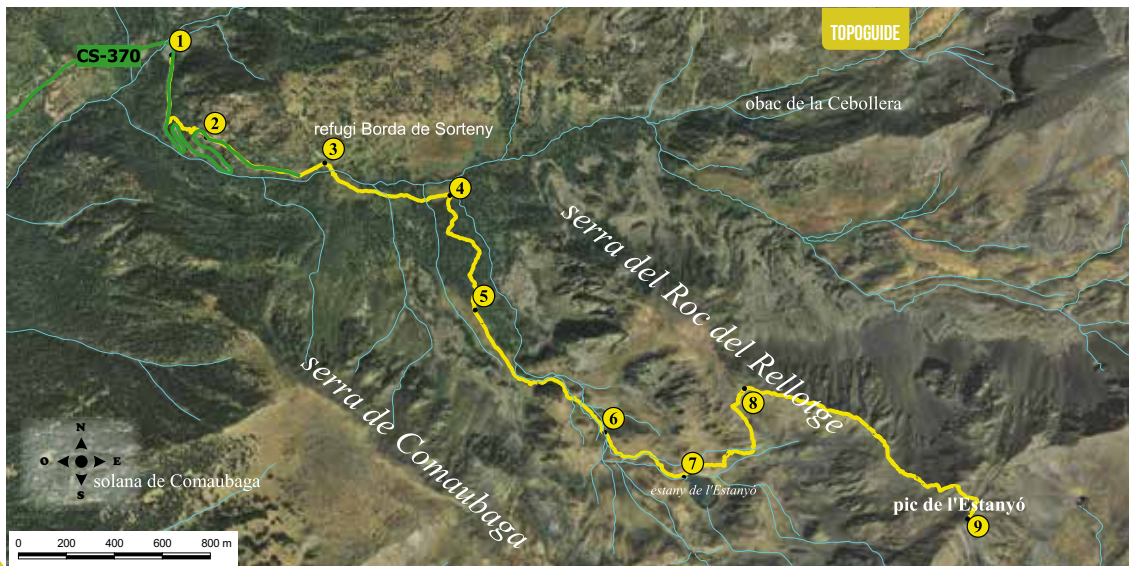 TOPOGUIDE
1
CS-370
obac de la Cebollera
2
refugi Borda de Sorteny
3
4
serra del Roc del Rellotge
5
serra de Comaubaga
8
6
N
O E
S
7
solana de Comaubaga
estany de l'Estanyó
pic de l'Estanyó
9
0 200 400 600 800 m